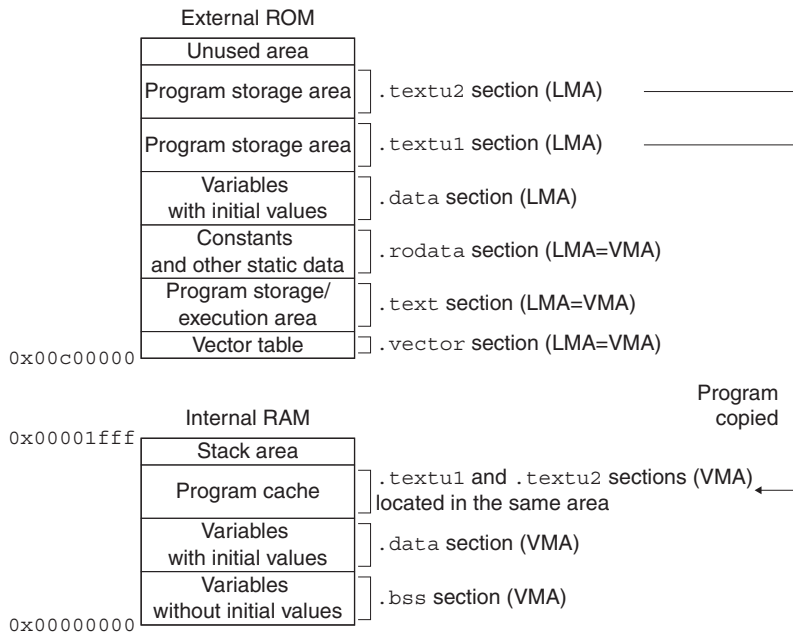 External ROM
Unused area
Program storage area
.textu2 section (LMA)
Program storage area
.textu1 section (LMA)
Variables
with initial values
.data section (LMA)
Constants
and other static data
.rodata section (LMA=VMA)
Program storage/
execution area
.text section (LMA=VMA)
Vector table
.vector section (LMA=VMA)
0x00c00000
Program
copied
Internal RAM
0x00001fff
Stack area
Program cache
.textu1 and .textu2 sections (VMA)
located in the same area
Variables
with initial values
.data section (VMA)
Variables
without initial values
.bss section (VMA)
0x00000000